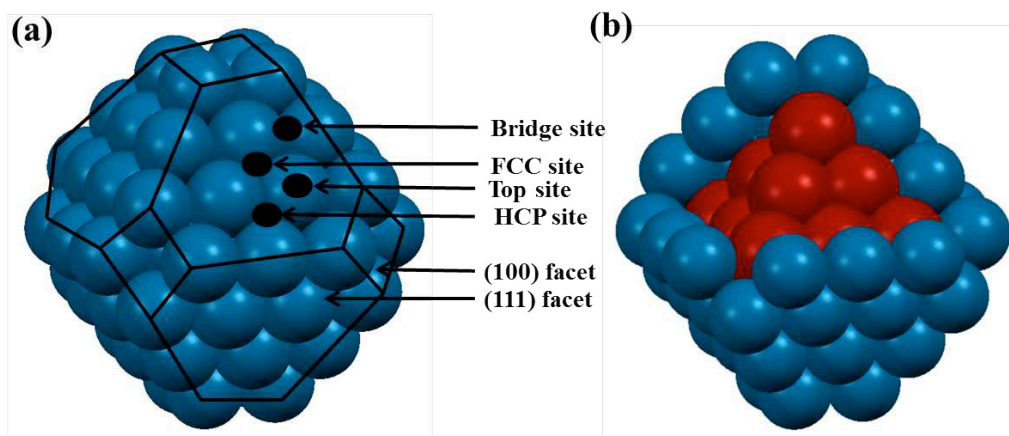 (a)
(b)
Bridge site
FCC site
Top site
HCP site
(100) facet
(111) facet